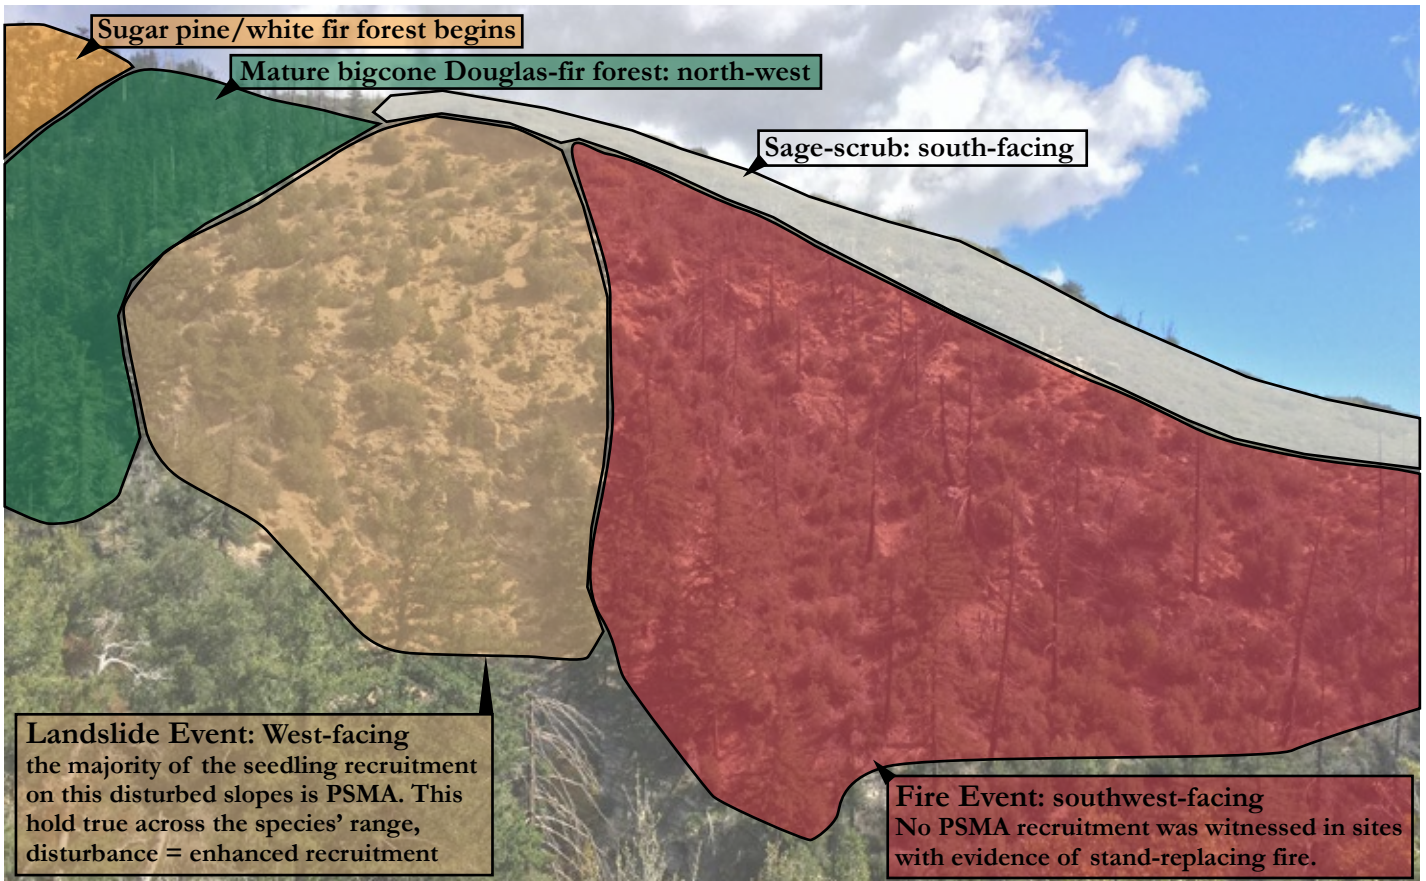 Sugar pine/white fir forest begins
Mature bigcone Douglas-fir forest: north-west
Sage-scrub: south-facing
Landslide Event: West-facing
the majority of the seedling recruitment
on this disturbed slopes is PSMA. This
hold true across the species’ range,
disturbance = enhanced recruitment
Fire Event: southwest-facing
No PSMA recruitment was witnessed in sites
with evidence of stand-replacing fire.